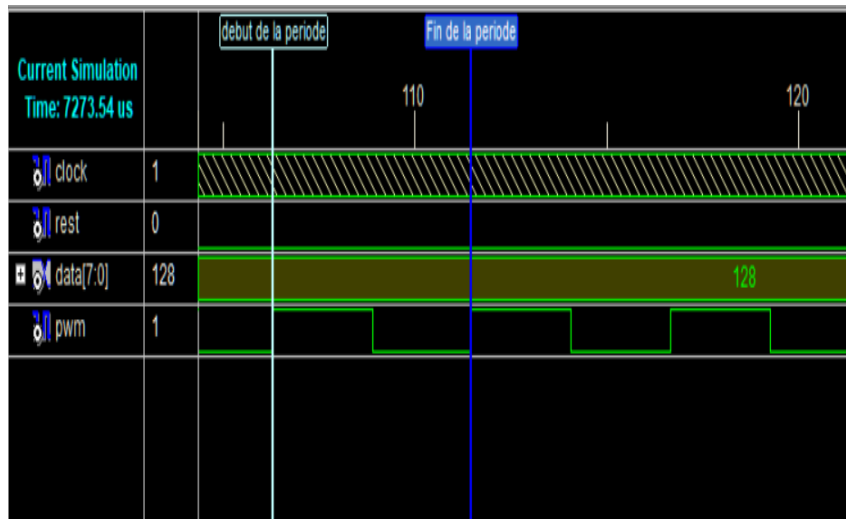 debut de la periode
Fin de la periode
Current Simulation
Time: 7273.54 us
110
120
clock
1
rest
0
data[7:0]
128
128
pwm
1